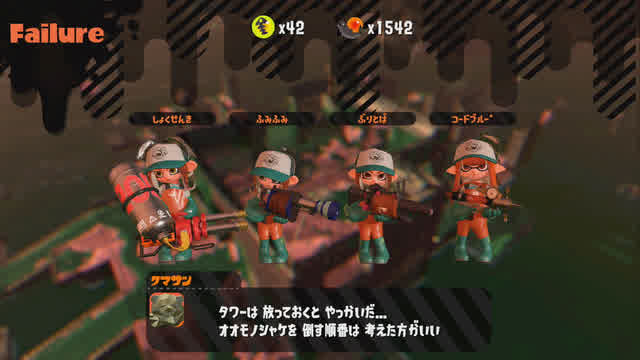 Failure
x42
x1542
しょくせんき
ふみふみ
ぷりとば
コードブルー°
クマサン
タワーは 放っておくと やっかいだ...
オオモノシャケを 倒す順番は 考えた方がいい